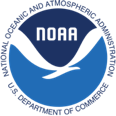 NATIONAL OCEANIC AND ATMOSPHERIC ADMINISTRATION
NOAA
U.S. DEPARTMENT OF COMMERCE